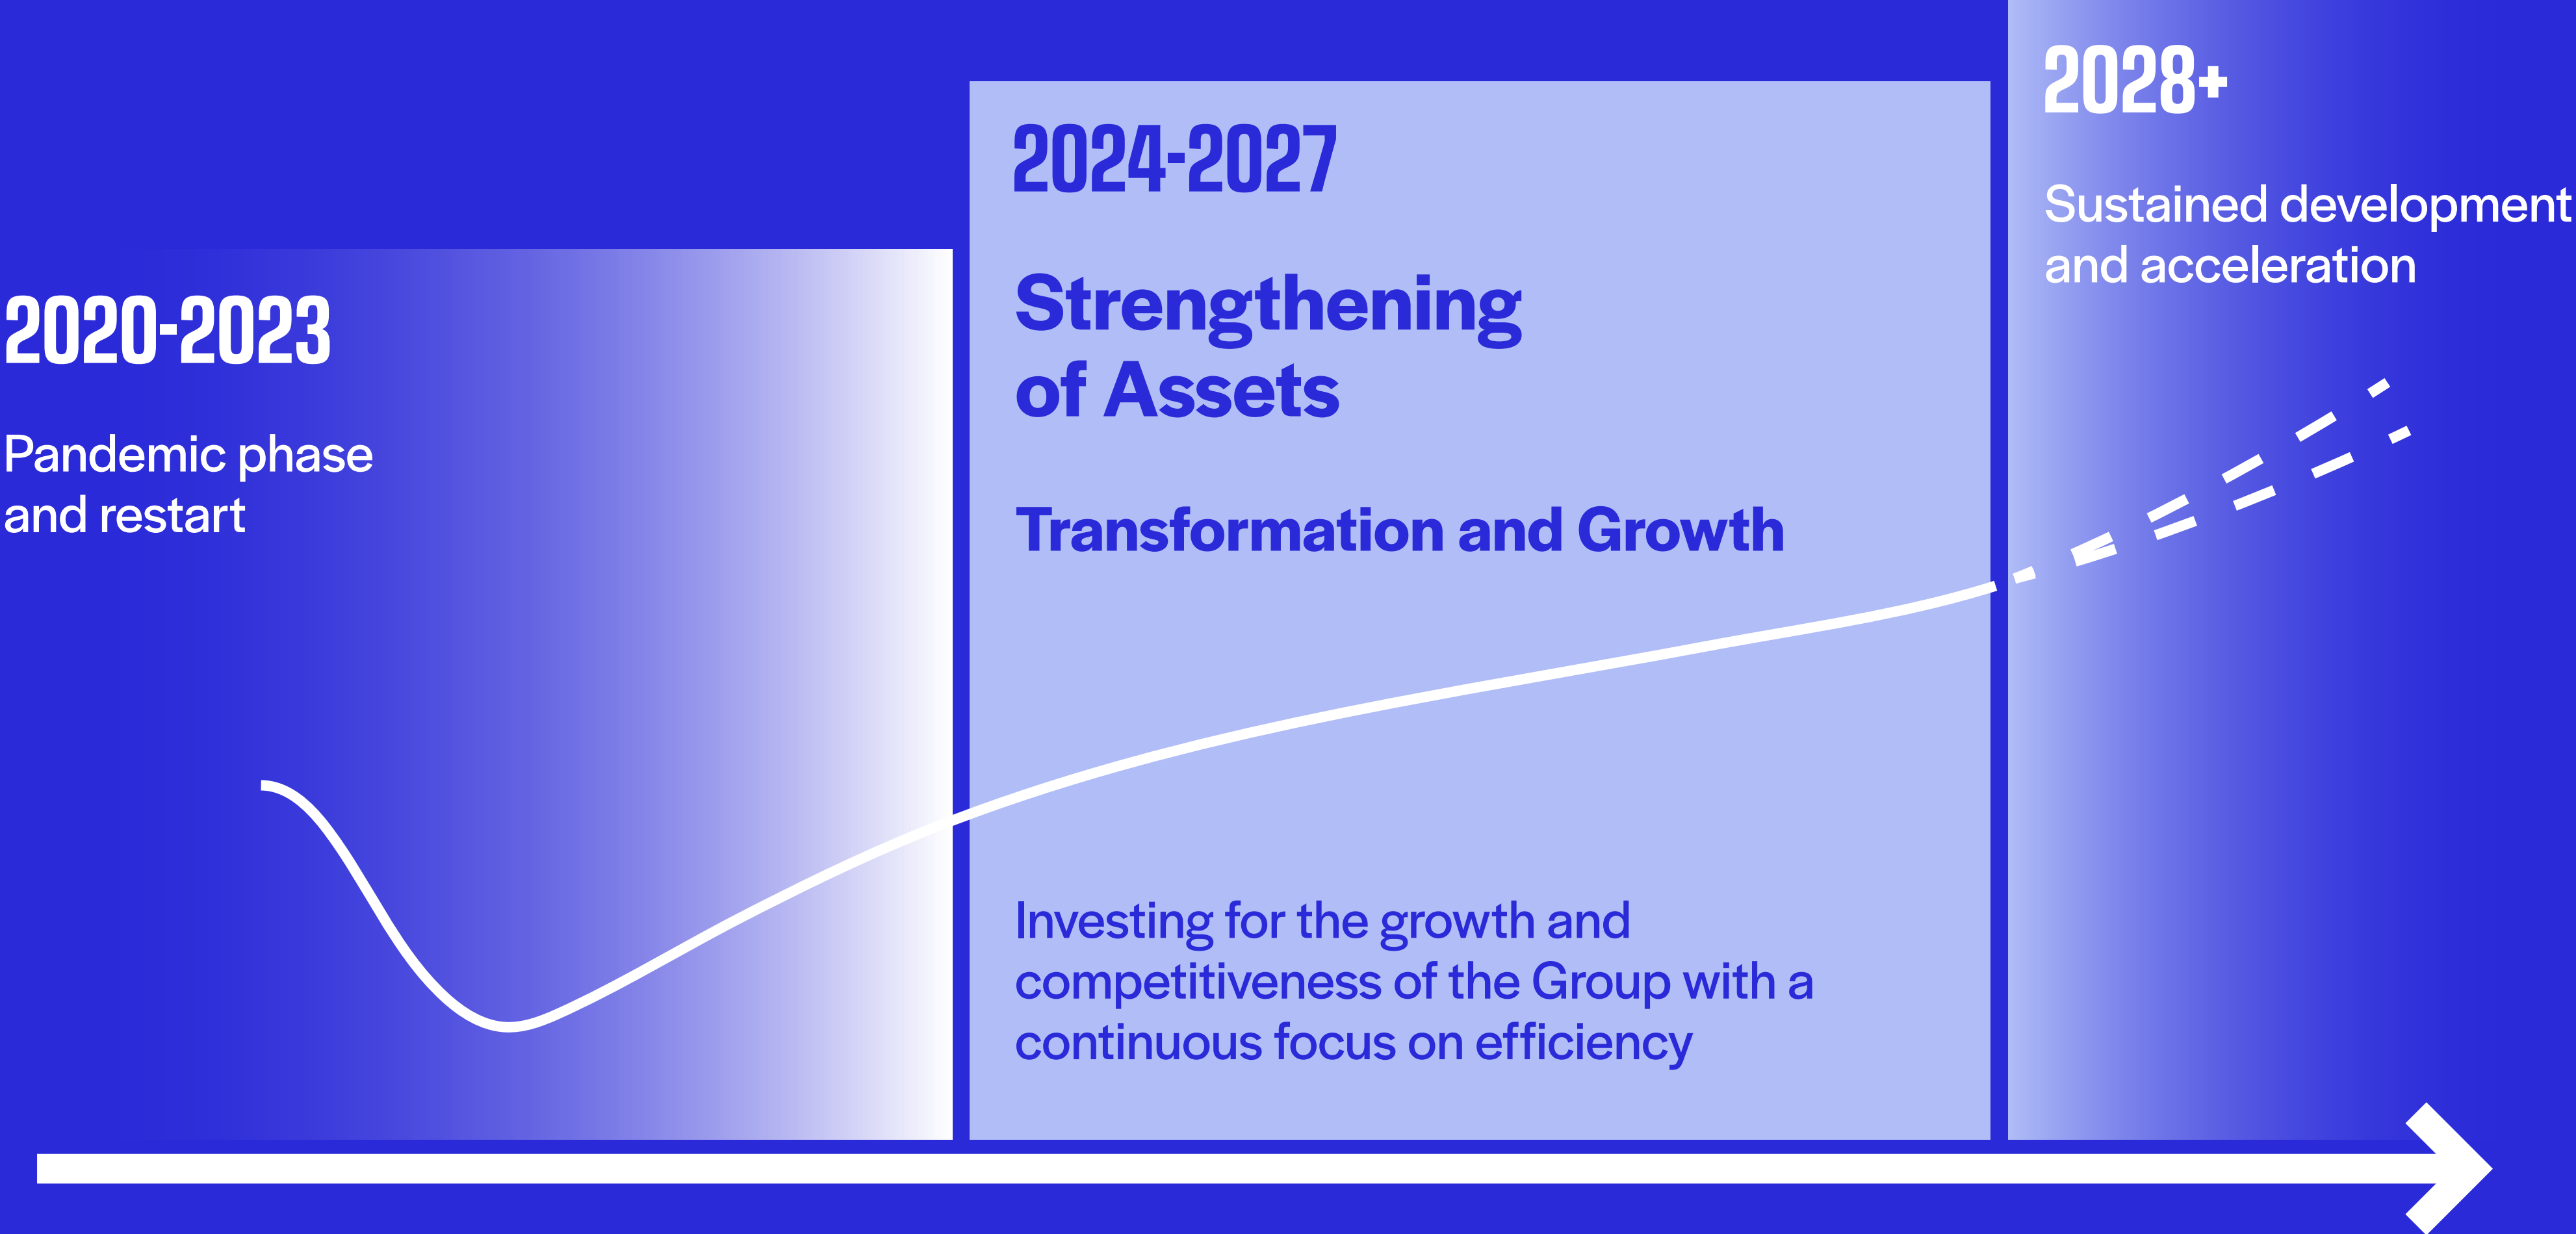 2020-2023
Pandemic phase
and restart
2024-2027
Strengthening
of Assets
Transformation and Growth
Investing for the growth and
competitiveness of the Group with a
continuous focus on efficiency
2028+
Sustained development
and acceleration